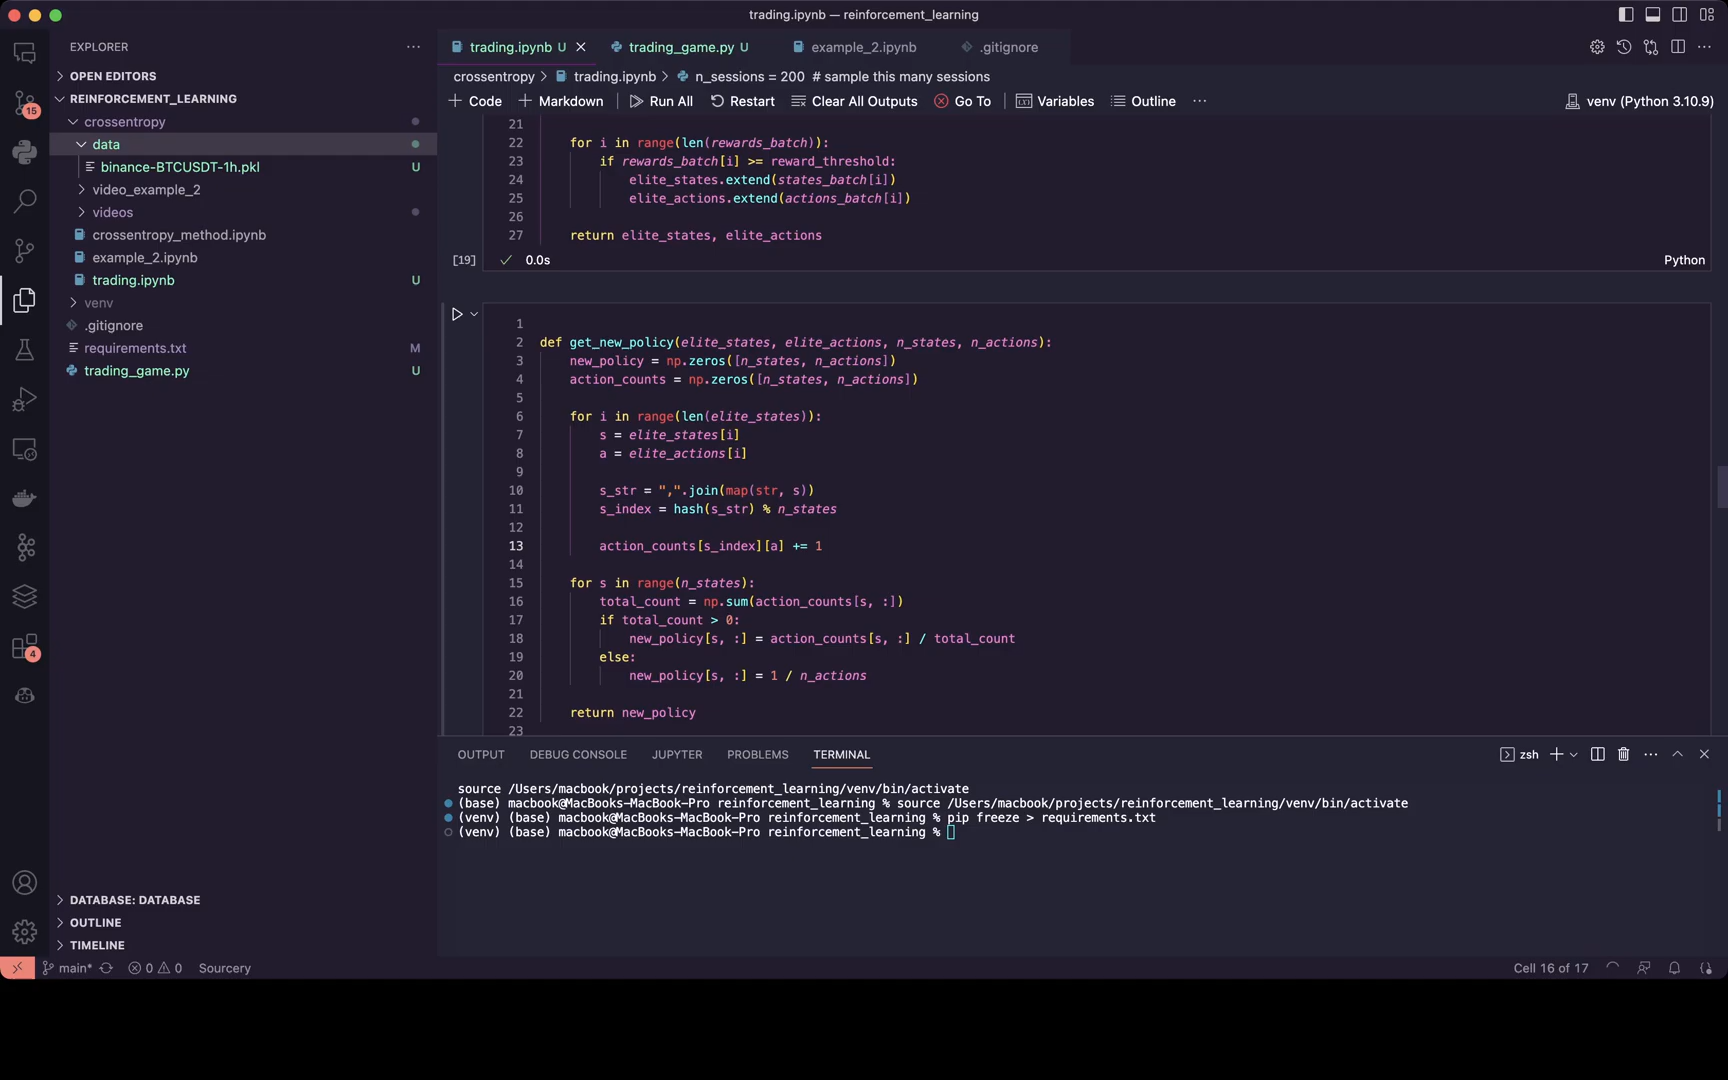 trading.ipynb — reinforcement_learning
EXPLORER
trading.ipynb U
trading_game.py U
example_2.ipynb
.gitignore
OPEN EDITORS
REINFORCEMENT_LEARNING
crossentropy
data
binance-BTCUSDT-1h.pkl U
video_example_2
videos
crossentropy_method.ipynb
example_2.ipynb
trading.ipynb U
venv
.gitignore
requirements.txt M
trading_game.py U
15
4
DATABASE: DATABASE
OUTLINE
TIMELINE
crossentropy > trading.ipynb > n_sessions = 200 # sample this many sessions
Code Markdown Run All Restart Clear All Outputs Go To Variables Outline ...
venv (Python 3.10.9)
21
22 for i in range(len(rewards_batch)):
23 if rewards_batch[i] >= reward_threshold:
24 elite_states.extend(states_batch[i])
25 elite_actions.extend(actions_batch[i])
26
27 return elite_states, elite_actions
[19] 0.0s Python
1
2 def get_new_policy(elite_states, elite_actions, n_states, n_actions):
3 new_policy = np.zeros([n_states, n_actions])
4 action_counts = np.zeros([n_states, n_actions])
5
6 for i in range(len(elite_states)):
7 s = elite_states[i]
8 a = elite_actions[i]
9
10 s_str = ",".join(map(str, s))
11 s_index = hash(s_str) % n_states
12
13 action_counts[s_index][a] += 1
14
15 for s in range(n_states):
16 total_count = np.sum(action_counts[s, :])
17 if total_count > 0:
18 new_policy[s, :] = action_counts[s, :] / total_count
19 else:
20 new_policy[s, :] = 1 / n_actions
21
22 return new_policy
23
OUTPUT DEBUG CONSOLE JUPYTER PROBLEMS TERMINAL
zsh
source /Users/macbook/projects/reinforcement_learning/venv/bin/activate
(base) macbook@MacBooks-MacBook-Pro reinforcement_learning % source /Users/macbook/projects/reinforcement_learning/venv/bin/activate
(venv) (base) macbook@MacBooks-MacBook-Pro reinforcement_learning % pip freeze > requirements.txt
(venv) (base) macbook@MacBooks-MacBook-Pro reinforcement_learning %
main* 0 0 Sourcery
Cell 16 of 17